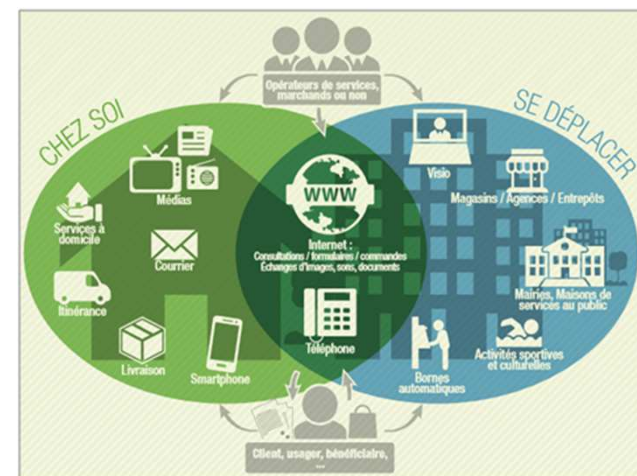 Opérateurs de services,
marchands ou non
CHEZ SOI
SE DÉPLACER
Médias
Services à
domicile
Courrier
Itinérance
Livraison
Smartphone
WWW
Internet :
Consultations / formulaires / commandes
Échanges d'images, sons, documents
Téléphone
Visio
Magasins / Agences / Entrepôts
Mairies, Maisons de
services au public
Activités sportives
et culturelles
Bornes
automatiques
Client, usager, bénéficiaire,
...